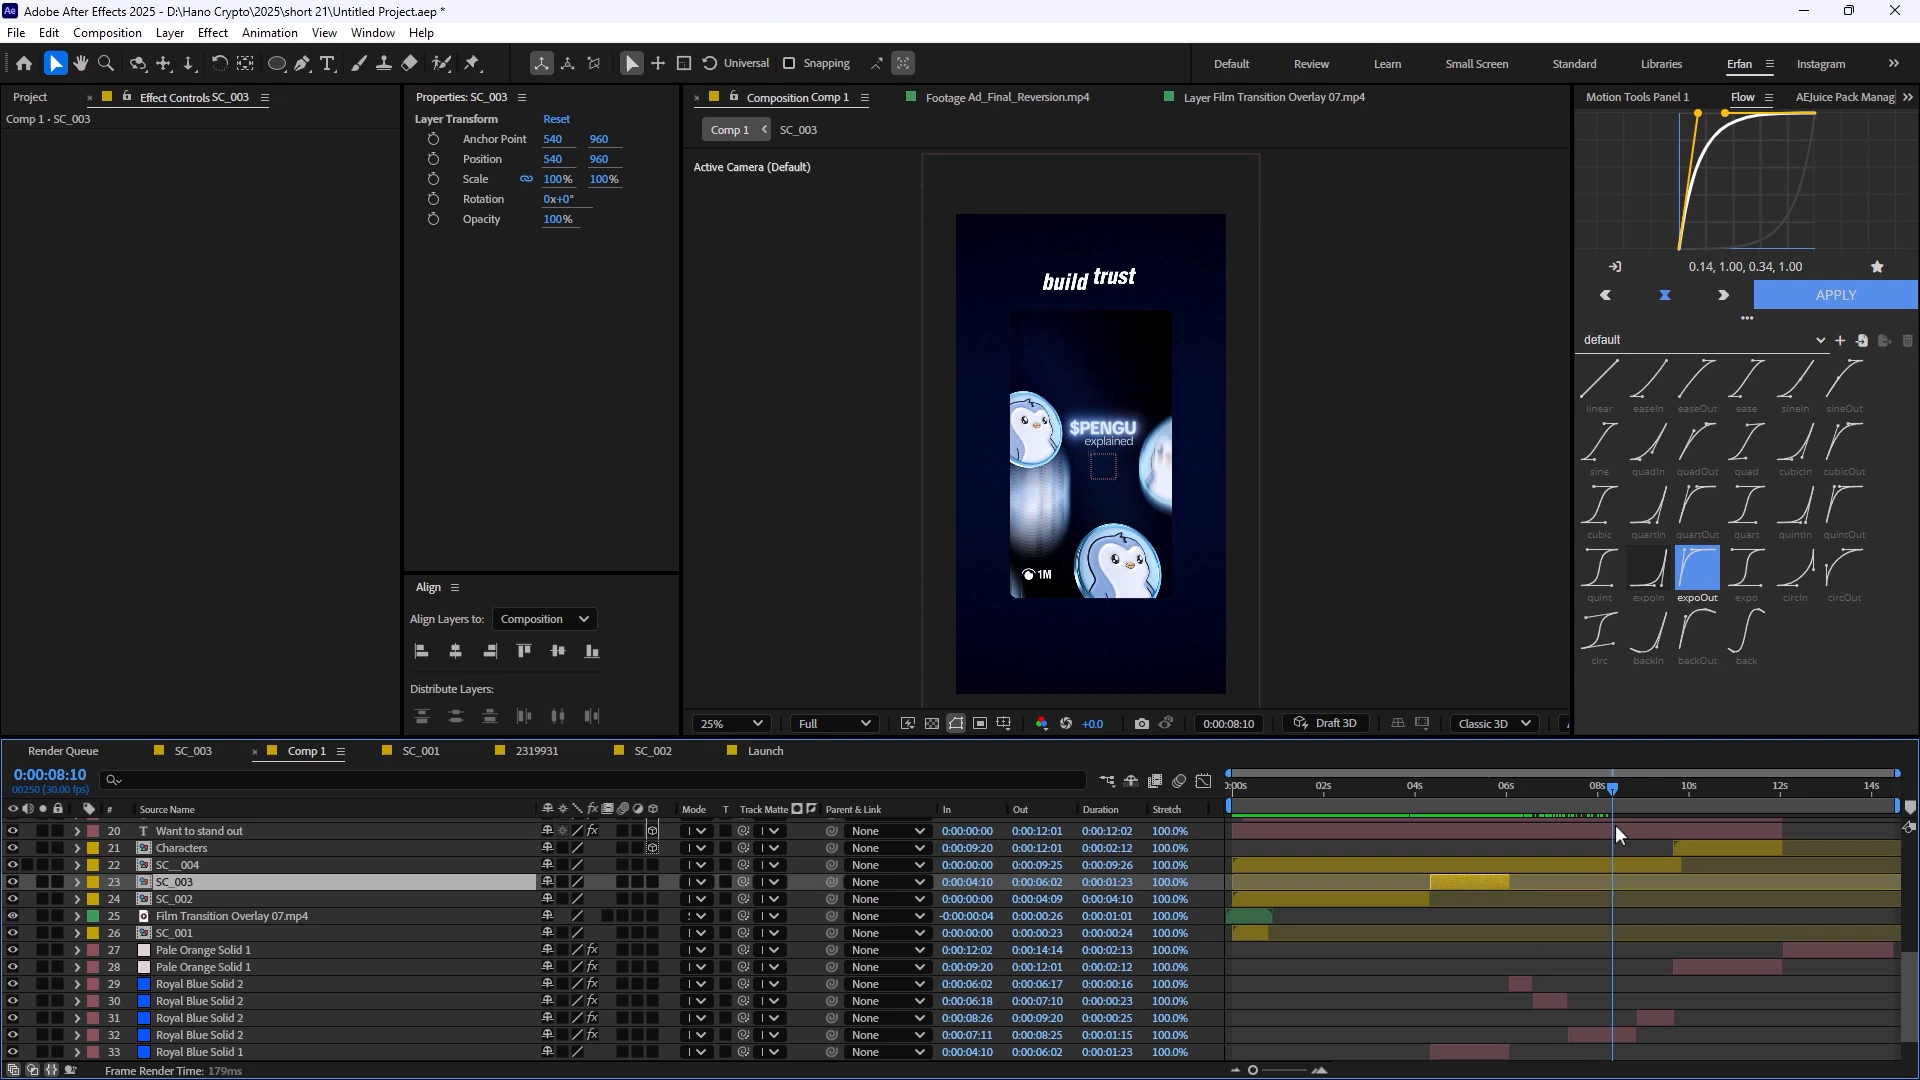 Adobe After Effects 2025 - D:\Hano Crypto\2025\short 21\Untitled Project.aep *
File Edit Composition Layer Effect Animation View Window Help
Universal Snapping Default Review Learn Small Screen Standard Libraries Erfan Instagram
Project Effect Controls SC_003 Properties: SC_003 Composition Comp 1 Footage Ad_Final_Reversion.mp4 Layer Film Transition Overlay 07.mp4 Motion Tools Panel 1 Flow AEJuice Pack Manag
Comp 1 • SC_003
Layer Transform Reset
Anchor Point 540 960
Position 540 960
Scale 100% 100%
Rotation 0x+0°
Opacity 100%
Align
Align Layers to: Composition
Distribute Layers:
Comp 1 SC_003
Active Camera (Default)
build trust
$PENGU
explained
1M
25% Full +0.0 0:00:08:10 Draft 3D Classic 3D
0.14, 1.00, 0.34, 1.00
APPLY
default
linear easeIn easeOut ease sineIn sineOut
sine quadIn quadOut quad cubicIn cubicOut
cubic quartIn quartOut quart quintIn quintOut
quint expoIn expoOut expo circIn circOut
circ backIn backOut back
Render Queue SC_003 Comp 1 SC_001 2319931 SC_002 Launch
0:00:08:10
00250 (30.00 fps)
# Source Name fx Mode T Track Matte Parent & Link In Out Duration Stretch
0:00s 02s 04s 06s 08s 10s 12s 14s
20 T Want to stand out fx None 0:00:00:00 0:00:12:01 0:00:12:02 100.0%
21 Characters None 0:00:09:20 0:00:12:01 0:00:02:12 100.0%
22 SC__004 None 0:00:00:00 0:00:09:25 0:00:09:26 100.0%
23 SC_003 None 0:00:04:10 0:00:06:02 0:00:01:23 100.0%
24 SC_002 None 0:00:00:00 0:00:04:09 0:00:04:10 100.0%
25 Film Transition Overlay 07.mp4 None -0:00:00:04 0:00:00:26 0:00:01:01 100.0%
26 SC_001 None 0:00:00:00 0:00:00:23 0:00:00:24 100.0%
27 Pale Orange Solid 1 fx None 0:00:12:02 0:00:14:14 0:00:02:13 100.0%
28 Pale Orange Solid 1 fx None 0:00:09:20 0:00:12:01 0:00:02:12 100.0%
29 Royal Blue Solid 2 fx None 0:00:06:02 0:00:06:17 0:00:00:16 100.0%
30 Royal Blue Solid 2 fx None 0:00:06:18 0:00:07:10 0:00:00:23 100.0%
31 Royal Blue Solid 2 fx None 0:00:08:26 0:00:09:20 0:00:00:25 100.0%
32 Royal Blue Solid 2 fx None 0:00:07:11 0:00:08:25 0:00:01:15 100.0%
33 Royal Blue Solid 1 None 0:00:04:10 0:00:06:02 0:00:01:23 100.0%
Frame Render Time: 179ms